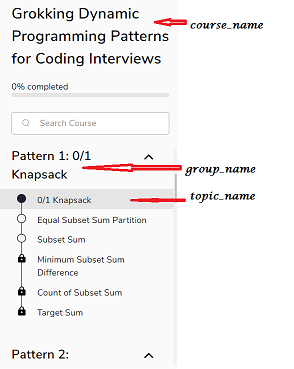 Grokking Dynamic
Programming Patterns
for Coding Interviews
course_name
0% completed
Search Course
Pattern 1: 0/1
Knapsack
group_name
0/1 Knapsack
topic_name
Equal Subset Sum Partition
Subset Sum
Minimum Subset Sum
Difference
Count of Subset Sum
Target Sum
Pattern 2: